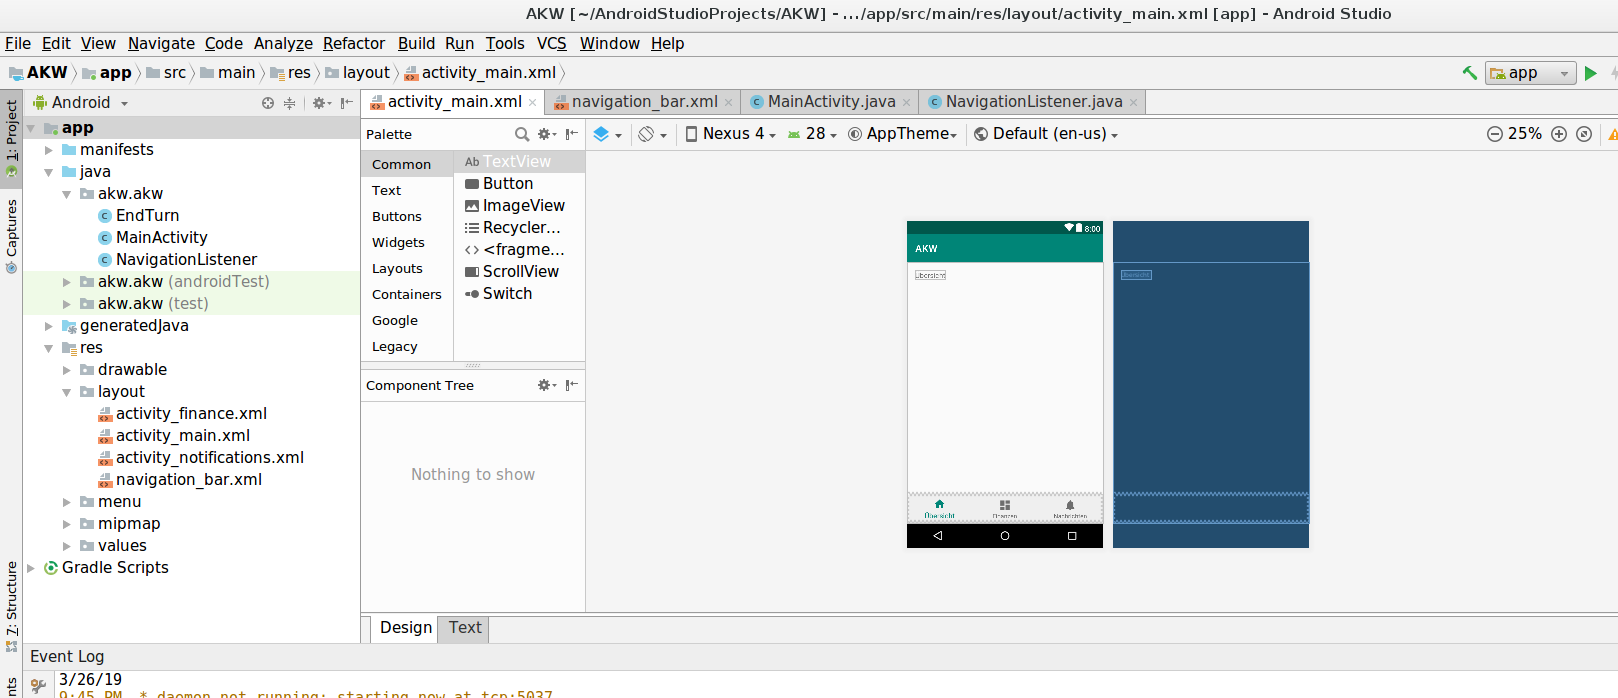 AKW [~/AndroidStudioProjects/AKW] - .../app/src/main/res/layout/activity_main.xml [app] - Android Studio
File Edit View Navigate Code Analyze Refactor Build Run Tools VCS Window Help
AKW app src main res layout activity_main.xml app
1: Project
Captures
7: Structure
nts
Android
app
manifests
java
akw.akw
EndTurn
MainActivity
NavigationListener
akw.akw (androidTest)
akw.akw (test)
generatedJava
res
drawable
layout
activity_finance.xml
activity_main.xml
activity_notifications.xml
navigation_bar.xml
menu
mipmap
values
Gradle Scripts
activity_main.xml navigation_bar.xml MainActivity.java NavigationListener.java
Palette
Common
Text
Buttons
Widgets
Layouts
Containers
Google
Legacy
Ab TextView
Button
ImageView
Recycler...
<fragme...
ScrollView
Switch
Component Tree
Nothing to show
Nexus 4 28 AppTheme Default (en-us) 25%
8:00
AKW
Übersicht
Übersicht Finanzen Nachrichten
Übersicht
Design Text
Event Log
3/26/19
9:45 PM * daemon not running; starting now at tcp:5037